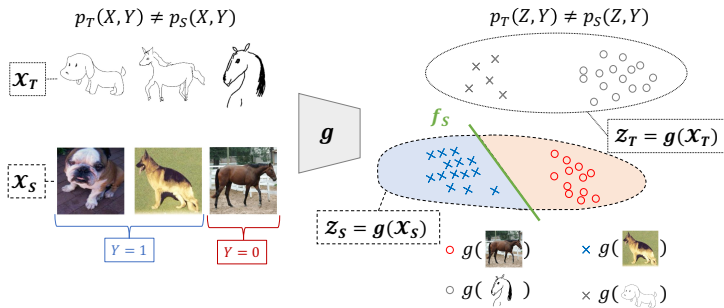 p_T(X,Y) ≠ p_S(X,Y)
p_T(Z,Y) ≠ p_S(Z,Y)
𝒳_T
g
f_S
𝒵_T = g(𝒳_T)
𝒳_S
𝒵_S = g(𝒳_S)
Y = 1
Y = 0
g( )
g( )
g( )
g( )